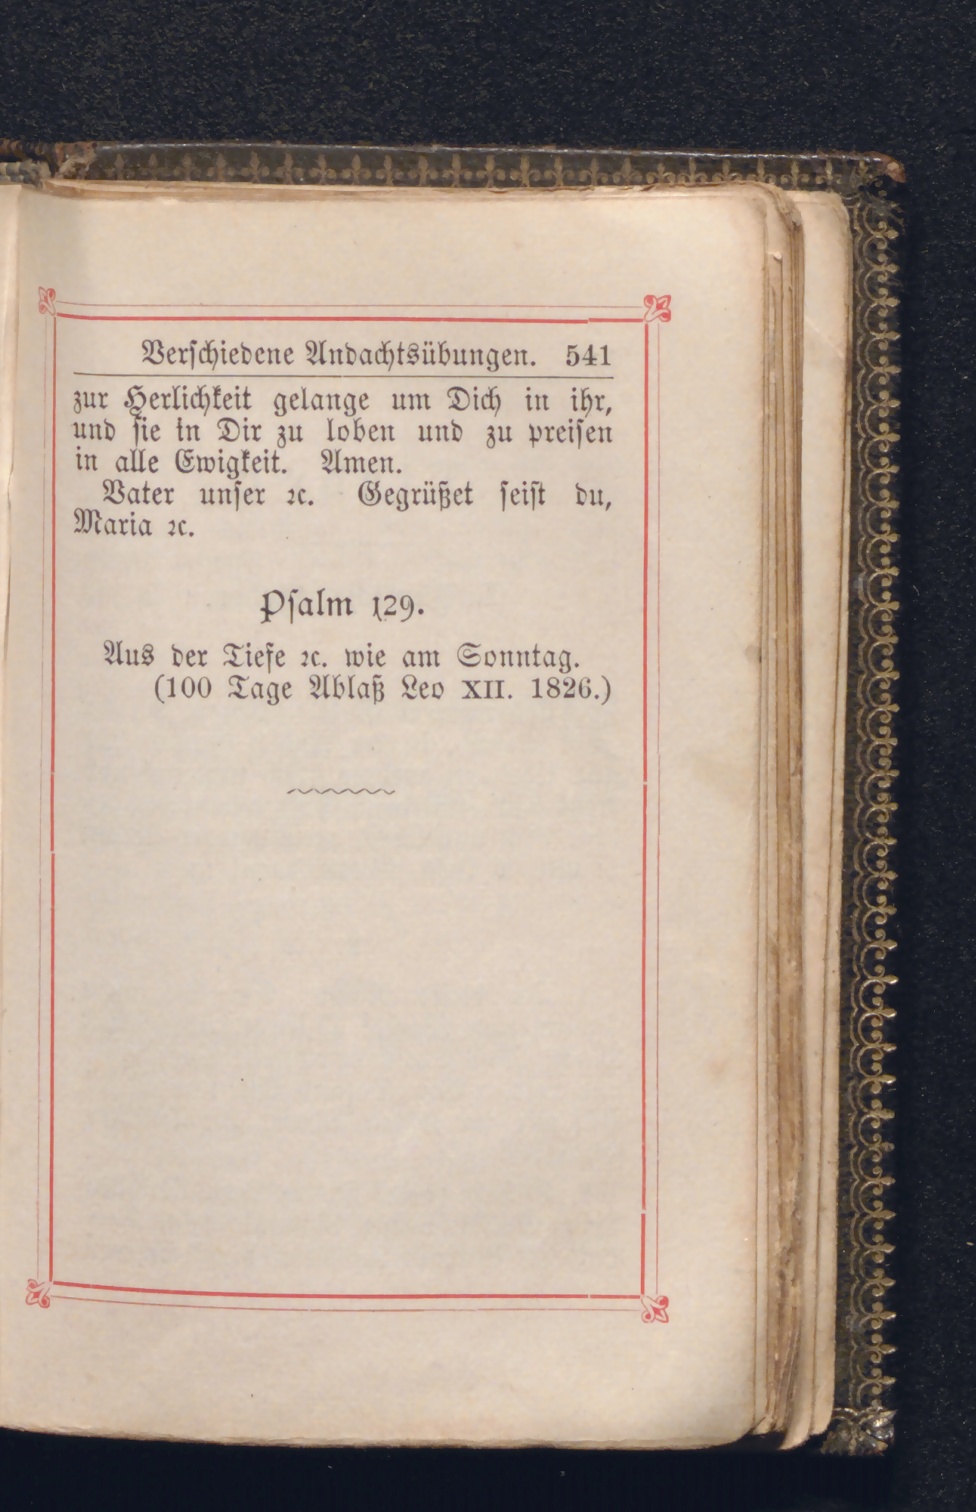 Verschiedene Andachtsübungen. 541
zur Herlichkeit gelange um Dich in ihr,
und sie in Dir zu loben und zu preisen
in alle Ewigkeit. Amen.
Vater unser ꝛc. Gegrüßet seist du,
Maria ꝛc.
Psalm 129.
Aus der Tiefe ꝛc. wie am Sonntag.
(100 Tage Ablaß Leo XII. 1826.)